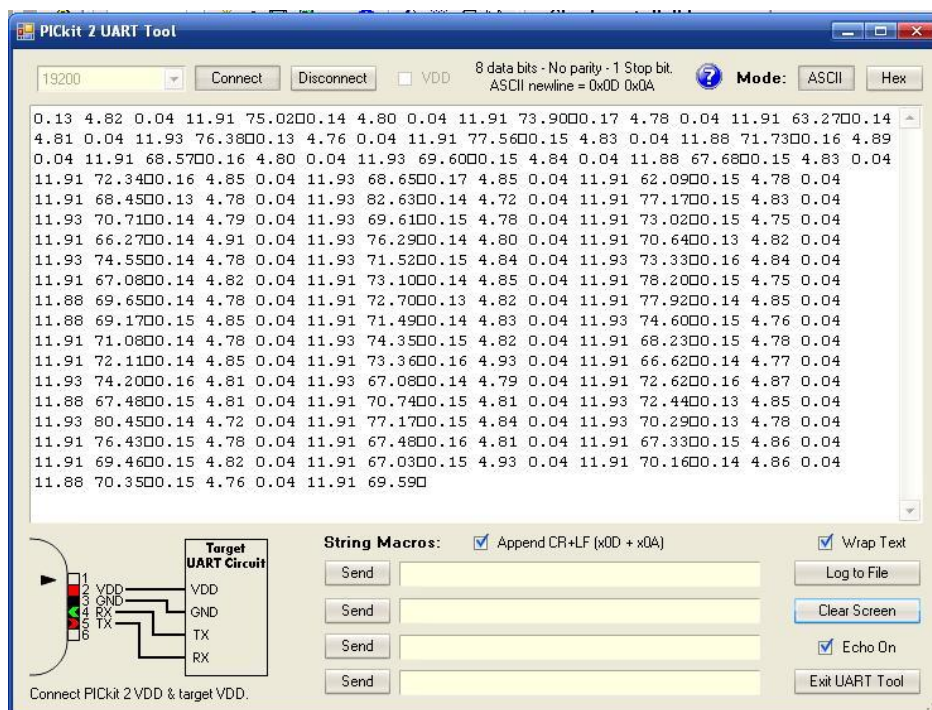 PICkit 2 UART Tool
19200 Connect Disconnect VDD 8 data bits - No parity - 1 Stop bit. Mode: ASCII Hex
ASCII newline = 0x0D 0x0A
0.13 4.82 0.04 11.91 75.02□0.14 4.80 0.04 11.91 73.90□0.17 4.78 0.04 11.91 63.27□0.14
4.81 0.04 11.93 76.38□0.13 4.76 0.04 11.91 77.56□0.15 4.83 0.04 11.88 71.73□0.16 4.89
0.04 11.91 68.57□0.16 4.80 0.04 11.93 69.60□0.15 4.84 0.04 11.88 67.68□0.15 4.83 0.04
11.91 72.34□0.16 4.85 0.04 11.93 68.65□0.17 4.85 0.04 11.91 62.09□0.15 4.78 0.04
11.91 68.45□0.13 4.78 0.04 11.93 82.63□0.14 4.72 0.04 11.91 77.17□0.15 4.83 0.04
11.93 70.71□0.14 4.79 0.04 11.93 69.61□0.15 4.78 0.04 11.91 73.02□0.15 4.75 0.04
11.91 66.27□0.14 4.91 0.04 11.93 76.29□0.14 4.80 0.04 11.91 70.64□0.13 4.82 0.04
11.93 74.55□0.14 4.78 0.04 11.93 71.52□0.15 4.84 0.04 11.93 73.33□0.16 4.84 0.04
11.91 67.08□0.14 4.82 0.04 11.91 73.10□0.14 4.85 0.04 11.91 78.20□0.15 4.75 0.04
11.88 69.65□0.14 4.78 0.04 11.91 72.70□0.13 4.82 0.04 11.91 77.92□0.14 4.85 0.04
11.88 69.17□0.15 4.85 0.04 11.91 71.49□0.14 4.83 0.04 11.93 74.60□0.15 4.76 0.04
11.91 71.08□0.14 4.78 0.04 11.93 74.35□0.15 4.82 0.04 11.91 68.23□0.15 4.78 0.04
11.91 72.11□0.14 4.85 0.04 11.91 73.36□0.16 4.93 0.04 11.91 66.62□0.14 4.77 0.04
11.93 74.20□0.16 4.81 0.04 11.93 67.08□0.14 4.79 0.04 11.91 72.62□0.16 4.87 0.04
11.88 67.48□0.15 4.81 0.04 11.91 70.74□0.15 4.81 0.04 11.93 72.44□0.13 4.85 0.04
11.93 80.45□0.14 4.72 0.04 11.91 77.17□0.15 4.84 0.04 11.93 70.29□0.13 4.78 0.04
11.91 76.43□0.15 4.78 0.04 11.91 67.48□0.16 4.81 0.04 11.91 67.33□0.15 4.86 0.04
11.91 69.46□0.15 4.82 0.04 11.91 67.03□0.15 4.93 0.04 11.91 70.16□0.14 4.86 0.04
11.88 70.35□0.15 4.76 0.04 11.91 69.59□
String Macros: Append CR+LF (x0D + x0A) Wrap Text
Send Log to File
Send Clear Screen
Send Echo On
Send Exit UART Tool
Target
UART Circuit
1
2 VDD VDD
3 GND GND
4 RX TX
5 TX RX
6
Connect PICkit 2 VDD & target VDD.